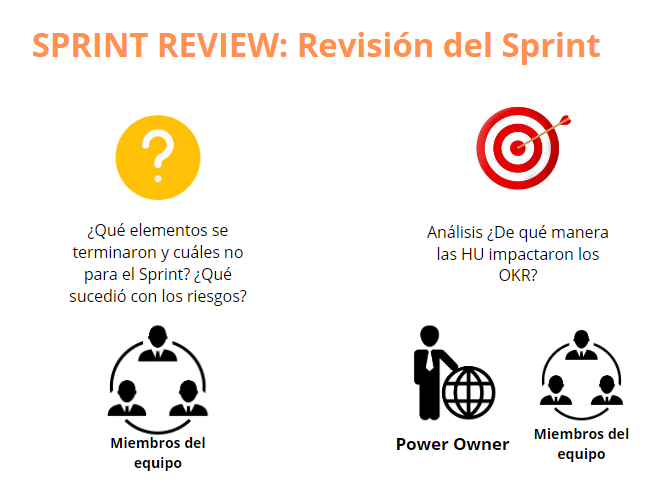 SPRINT REVIEW: Revisión del Sprint
¿Qué elementos se
terminaron y cuáles no
para el Sprint? ¿Qué
sucedió con los riesgos?
Análisis ¿De qué manera
las HU impactaron los
OKR?
Miembros del
equipo
Power Owner
Miembros del
equipo